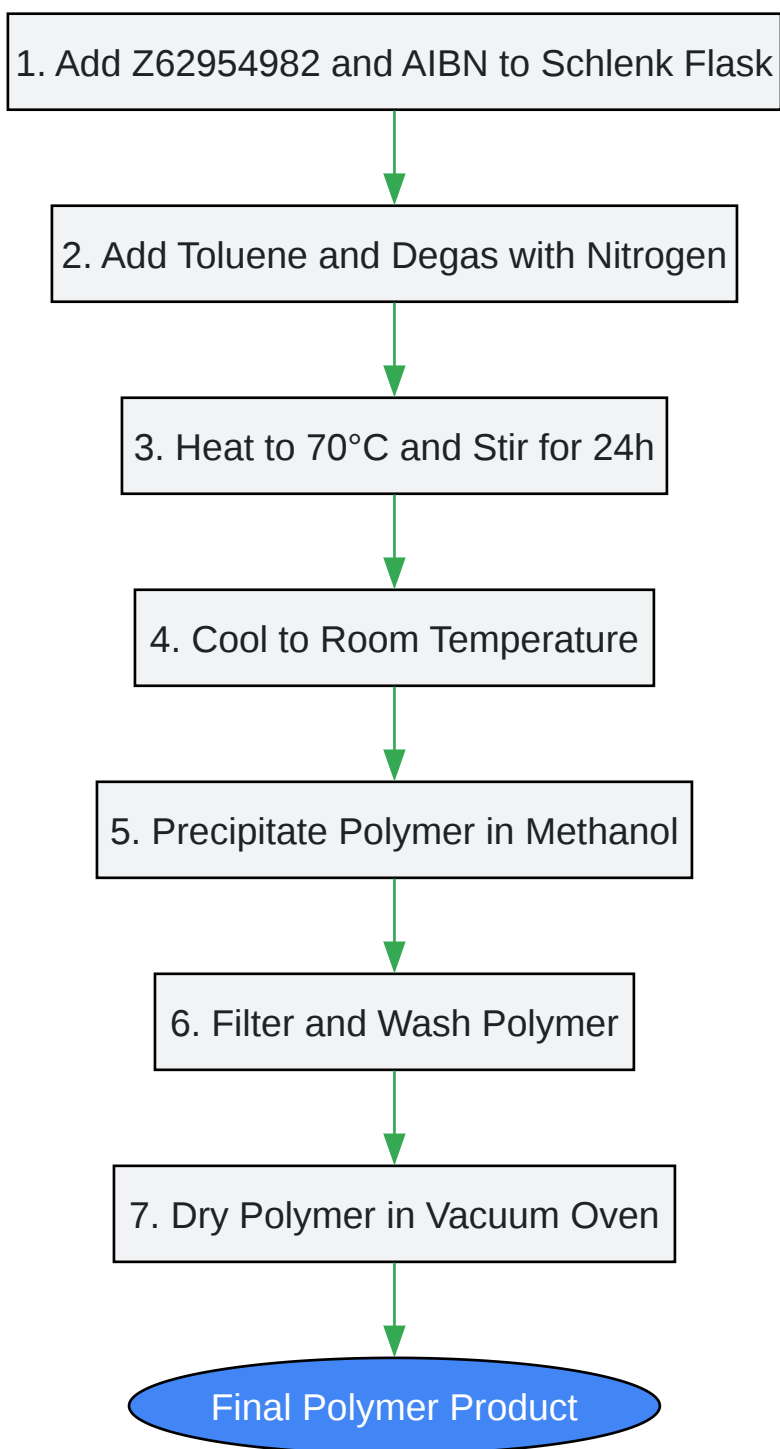 1. Add Z62954982 and AIBN to Schlenk Flask
2. Add Toluene and Degas with Nitrogen
3. Heat to 70°C and Stir for 24h
4. Cool to Room Temperature
5. Precipitate Polymer in Methanol
6. Filter and Wash Polymer
7. Dry Polymer in Vacuum Oven
Final Polymer Product